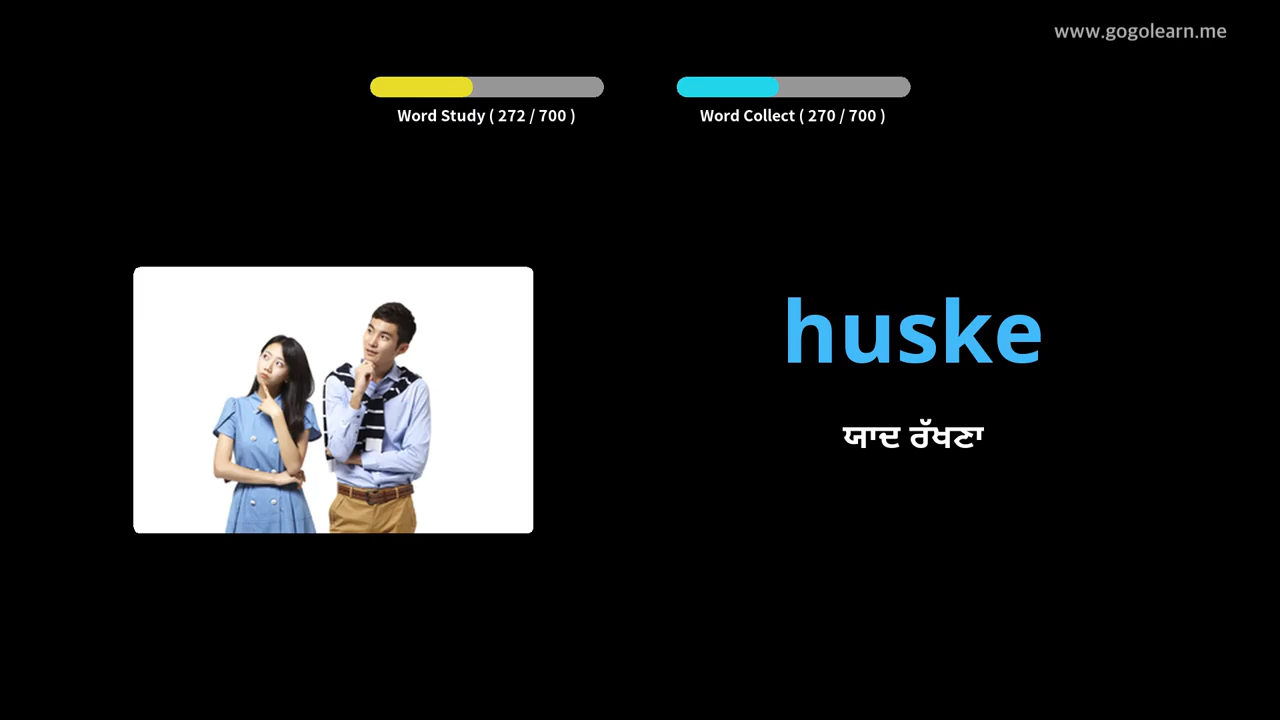 www.gogolearn.me
Word Study ( 272 / 700 )
Word Collect ( 270 / 700 )
huske
ਯਾਦ ਰੱਖਣਾ